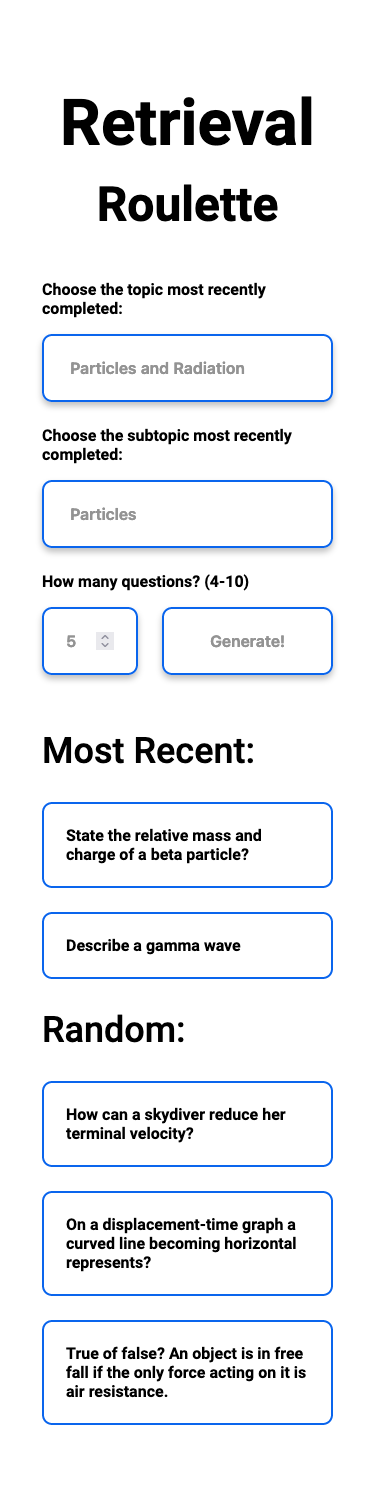 Retrieval
Roulette
Choose the topic most recently
completed:
Particles and Radiation
Choose the subtopic most recently
completed:
Particles
How many questions? (4-10)
5
Generate!
Most Recent:
State the relative mass and
charge of a beta particle?
Describe a gamma wave
Random:
How can a skydiver reduce her
terminal velocity?
On a displacement-time graph a
curved line becoming horizontal
represents?
True of false? An object is in free
fall if the only force acting on it is
air resistance.